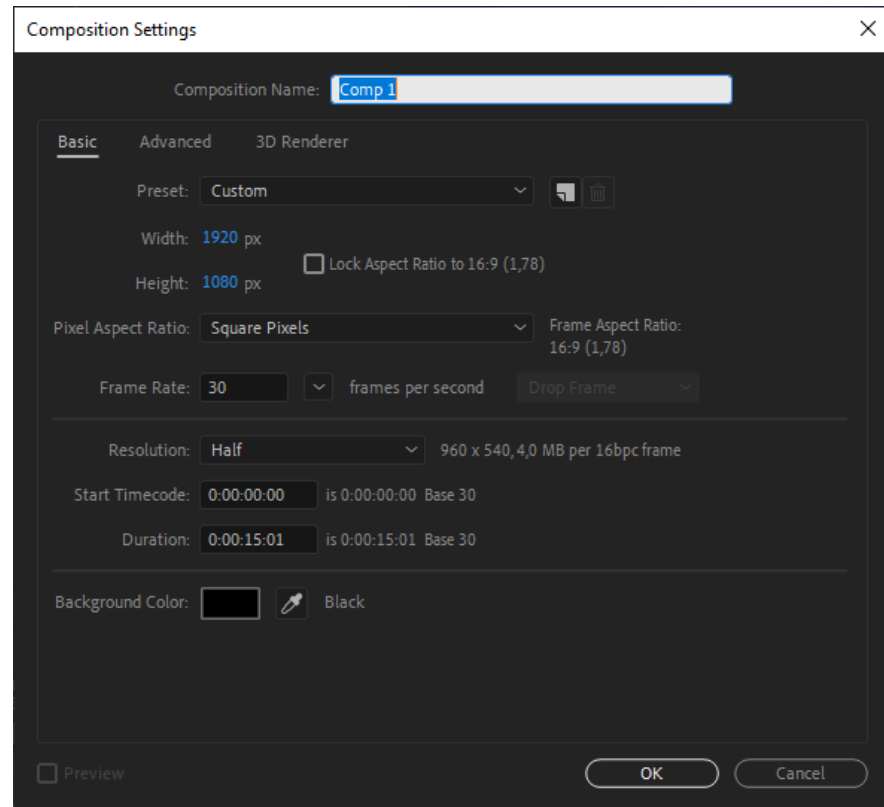 Composition Settings
Composition Name: Comp 1
Basic Advanced 3D Renderer
Preset: Custom
Width: 1920 px
Lock Aspect Ratio to 16:9 (1,78)
Height: 1080 px
Pixel Aspect Ratio: Square Pixels
Frame Aspect Ratio:
16:9 (1,78)
Frame Rate: 30 frames per second Drop Frame
Resolution: Half 960 x 540, 4,0 MB per 16bpc frame
Start Timecode: 0:00:00:00 is 0:00:00:00 Base 30
Duration: 0:00:15:01 is 0:00:15:01 Base 30
Background Color: Black
Preview OK Cancel